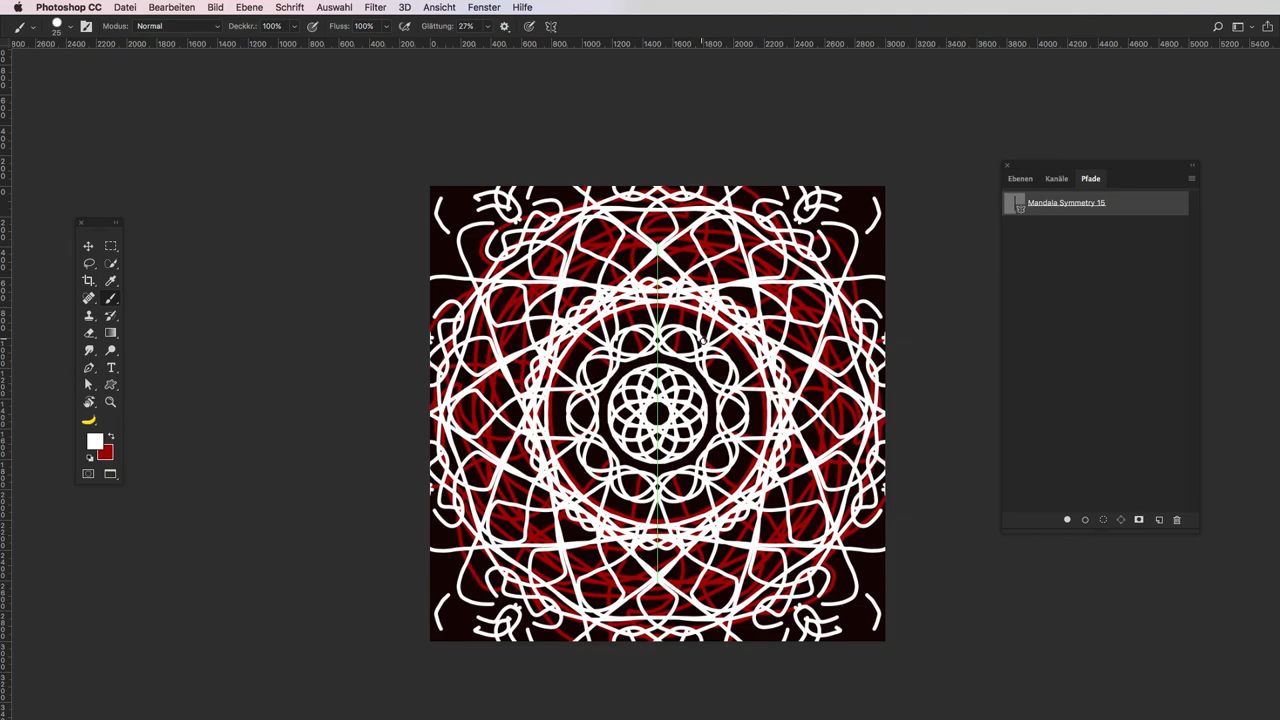 Photoshop CC Datei Bearbeiten Bild Ebene Schrift Auswahl Filter 3D Ansicht Fenster Hilfe
25 Modus: Normal Deckkr.: 100% Fluss: 100% Glättung: 27%
800 2600 2400 2200 2000 1800 1600 1400 1200 1000 800 600 400 200 0 200 400 600 800 1000 1200 1400 1600 1800 2000 2200 2400 2600 2800 3000 3200 3400 3600 3800 4000 4200 4400 4600 4800 5000 5200 5400
Ebenen Kanäle Pfade
Mandala Symmetry 15